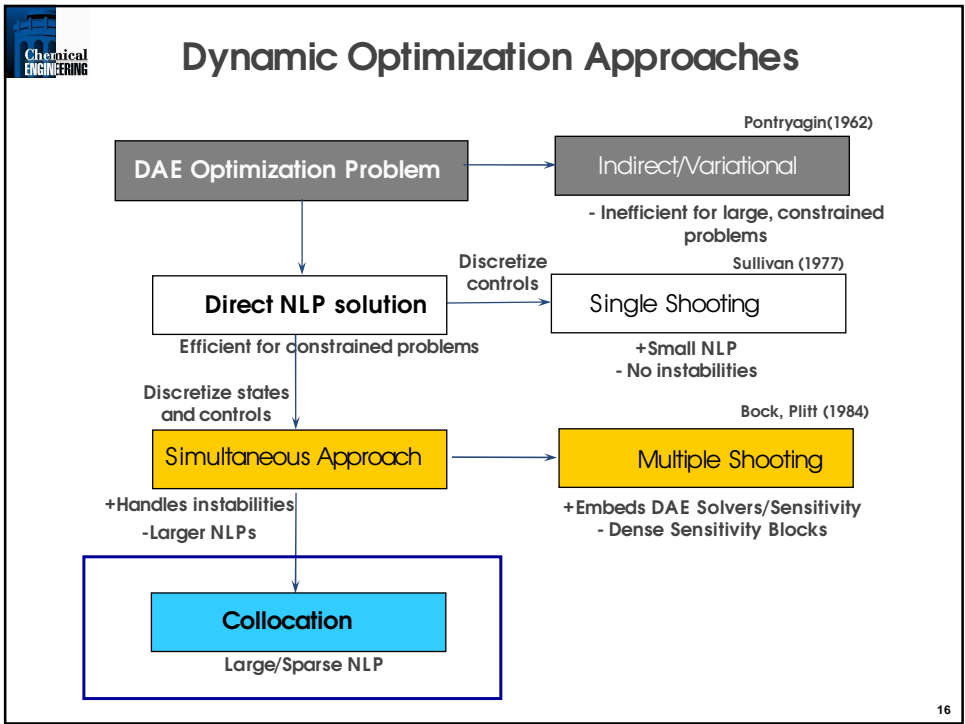 Chemical
ENGINEERING
Dynamic Optimization Approaches
Pontryagin(1962)
DAE Optimization Problem
Indirect/Variational
- Inefficient for large, constrained
problems
Discretize
controls
Sullivan (1977)
Direct NLP solution
Single Shooting
Efficient for constrained problems
+Small NLP
- No instabilities
Discretize states
and controls
Bock, Plitt (1984)
Simultaneous Approach
Multiple Shooting
+Handles instabilities
-Larger NLPs
+Embeds DAE Solvers/Sensitivity
- Dense Sensitivity Blocks
Collocation
Large/Sparse NLP
16